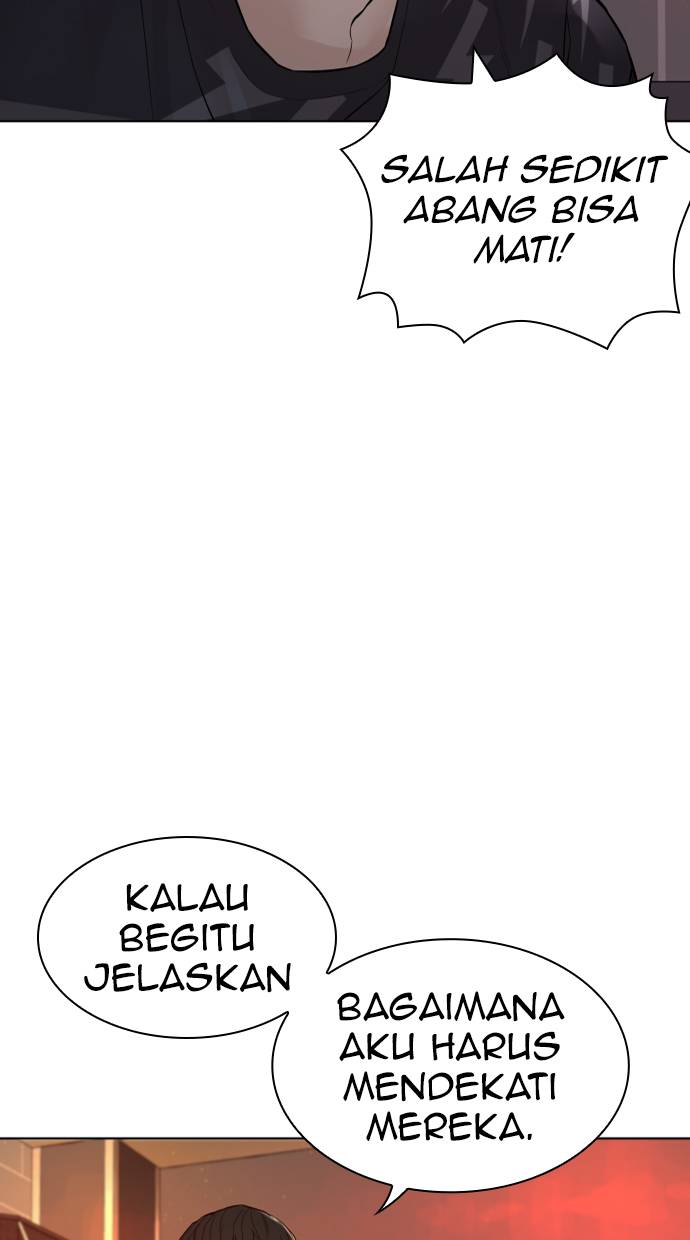 SALAH SEDIKIT
ABANG BISA
MATI!
KALAU
BEGITU
JELASKAN
BAGAIMANA
AKU HARUS
MENDEKATI
MEREKA.